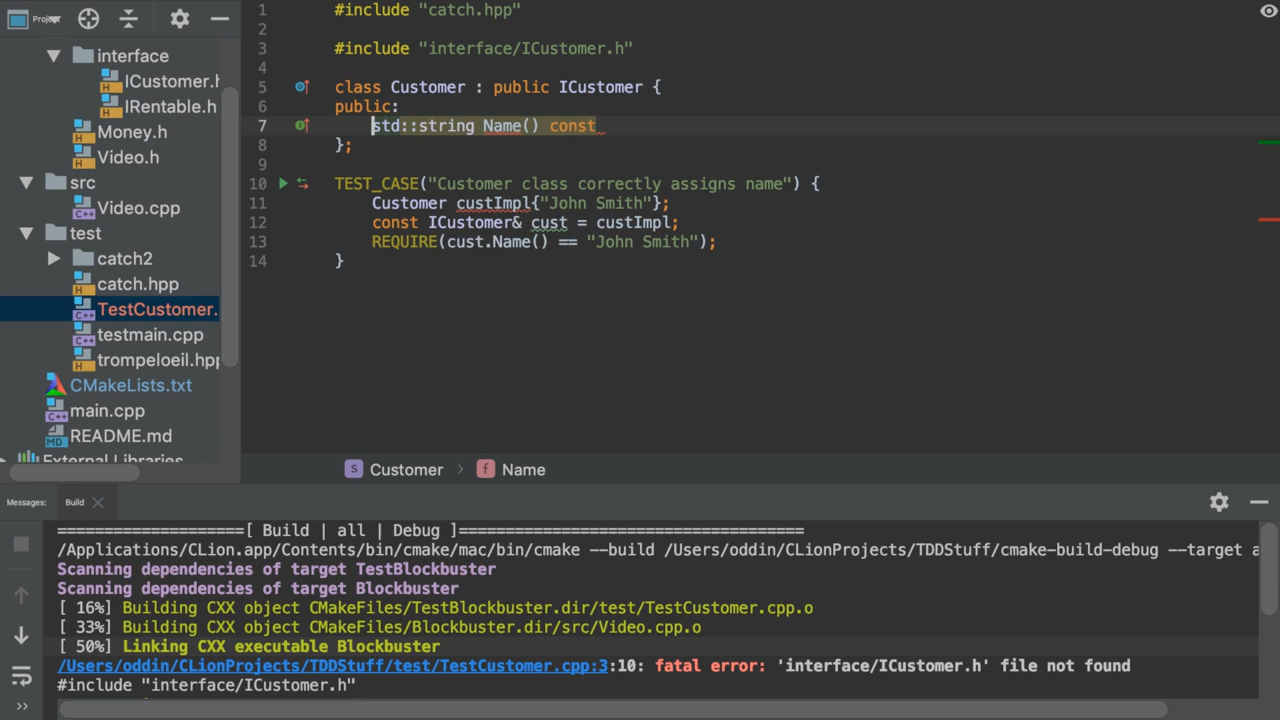 Project
interface
ICustomer.h
IRentable.h
Money.h
Video.h
src
Video.cpp
test
catch2
catch.hpp
TestCustomer.
testmain.cpp
trompeloeil.hpp
CMakeLists.txt
main.cpp
README.md
External Libraries
1 #include "catch.hpp"
2
3 #include "interface/ICustomer.h"
4
5 class Customer : public ICustomer {
6 public:
7 std::string Name() const
8 };
9
10 TEST_CASE("Customer class correctly assigns name") {
11 Customer custImpl{"John Smith"};
12 const ICustomer& cust = custImpl;
13 REQUIRE(cust.Name() == "John Smith");
14 }
S Customer > f Name
Messages: Build
====================[ Build | all | Debug ]=====================================
/Applications/CLion.app/Contents/bin/cmake/mac/bin/cmake --build /Users/oddin/CLionProjects/TDDStuff/cmake-build-debug --target a
Scanning dependencies of target TestBlockbuster
Scanning dependencies of target Blockbuster
[ 16%] Building CXX object CMakeFiles/TestBlockbuster.dir/test/TestCustomer.cpp.o
[ 33%] Building CXX object CMakeFiles/Blockbuster.dir/src/Video.cpp.o
[ 50%] Linking CXX executable Blockbuster
/Users/oddin/CLionProjects/TDDStuff/test/TestCustomer.cpp:3:10: fatal error: 'interface/ICustomer.h' file not found
#include "interface/ICustomer.h"